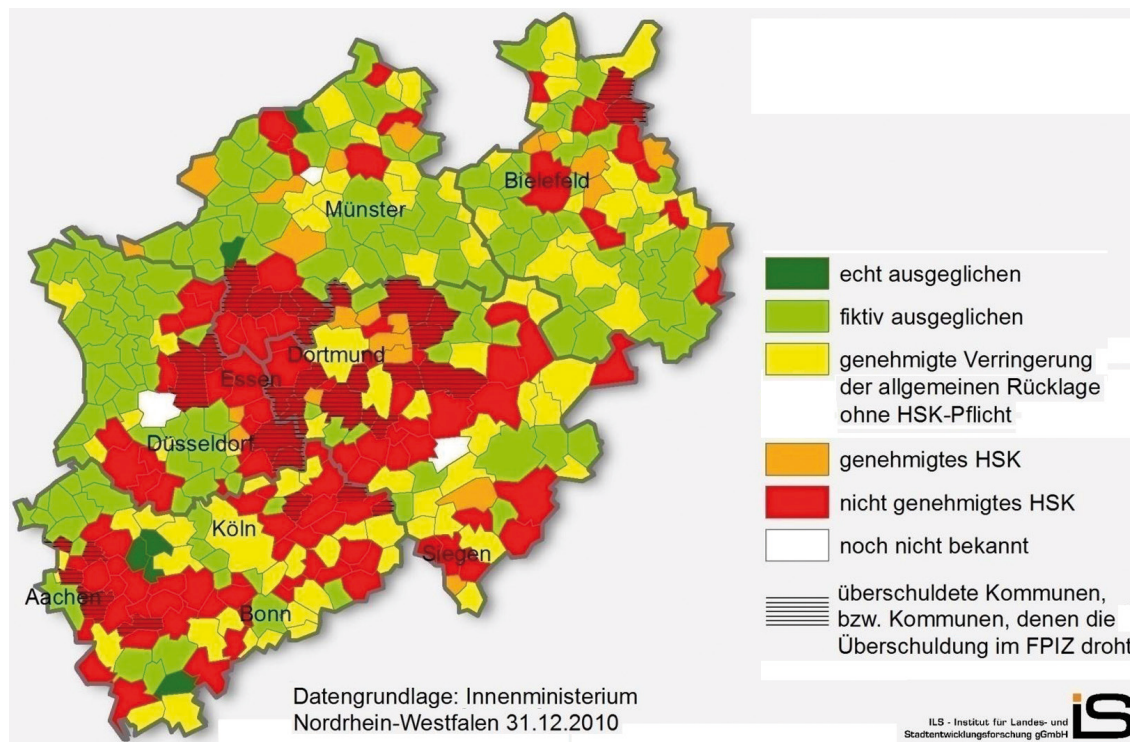 Bielefeld
Münster
Dortmund
Essen
Düsseldorf
Köln
Siegen
Aachen
Bonn
echt ausgeglichen
fiktiv ausgeglichen
genehmigte Verringerung
der allgemeinen Rücklage
ohne HSK-Pflicht
genehmigtes HSK
nicht genehmigtes HSK
noch nicht bekannt
überschuldete Kommunen,
bzw. Kommunen, denen die
Überschuldung im FPIZ droht
Datengrundlage: Innenministerium
Nordrhein-Westfalen 31.12.2010
ILS - Institut für Landes- und
Stadtentwicklungsforschung gGmbH
iLS